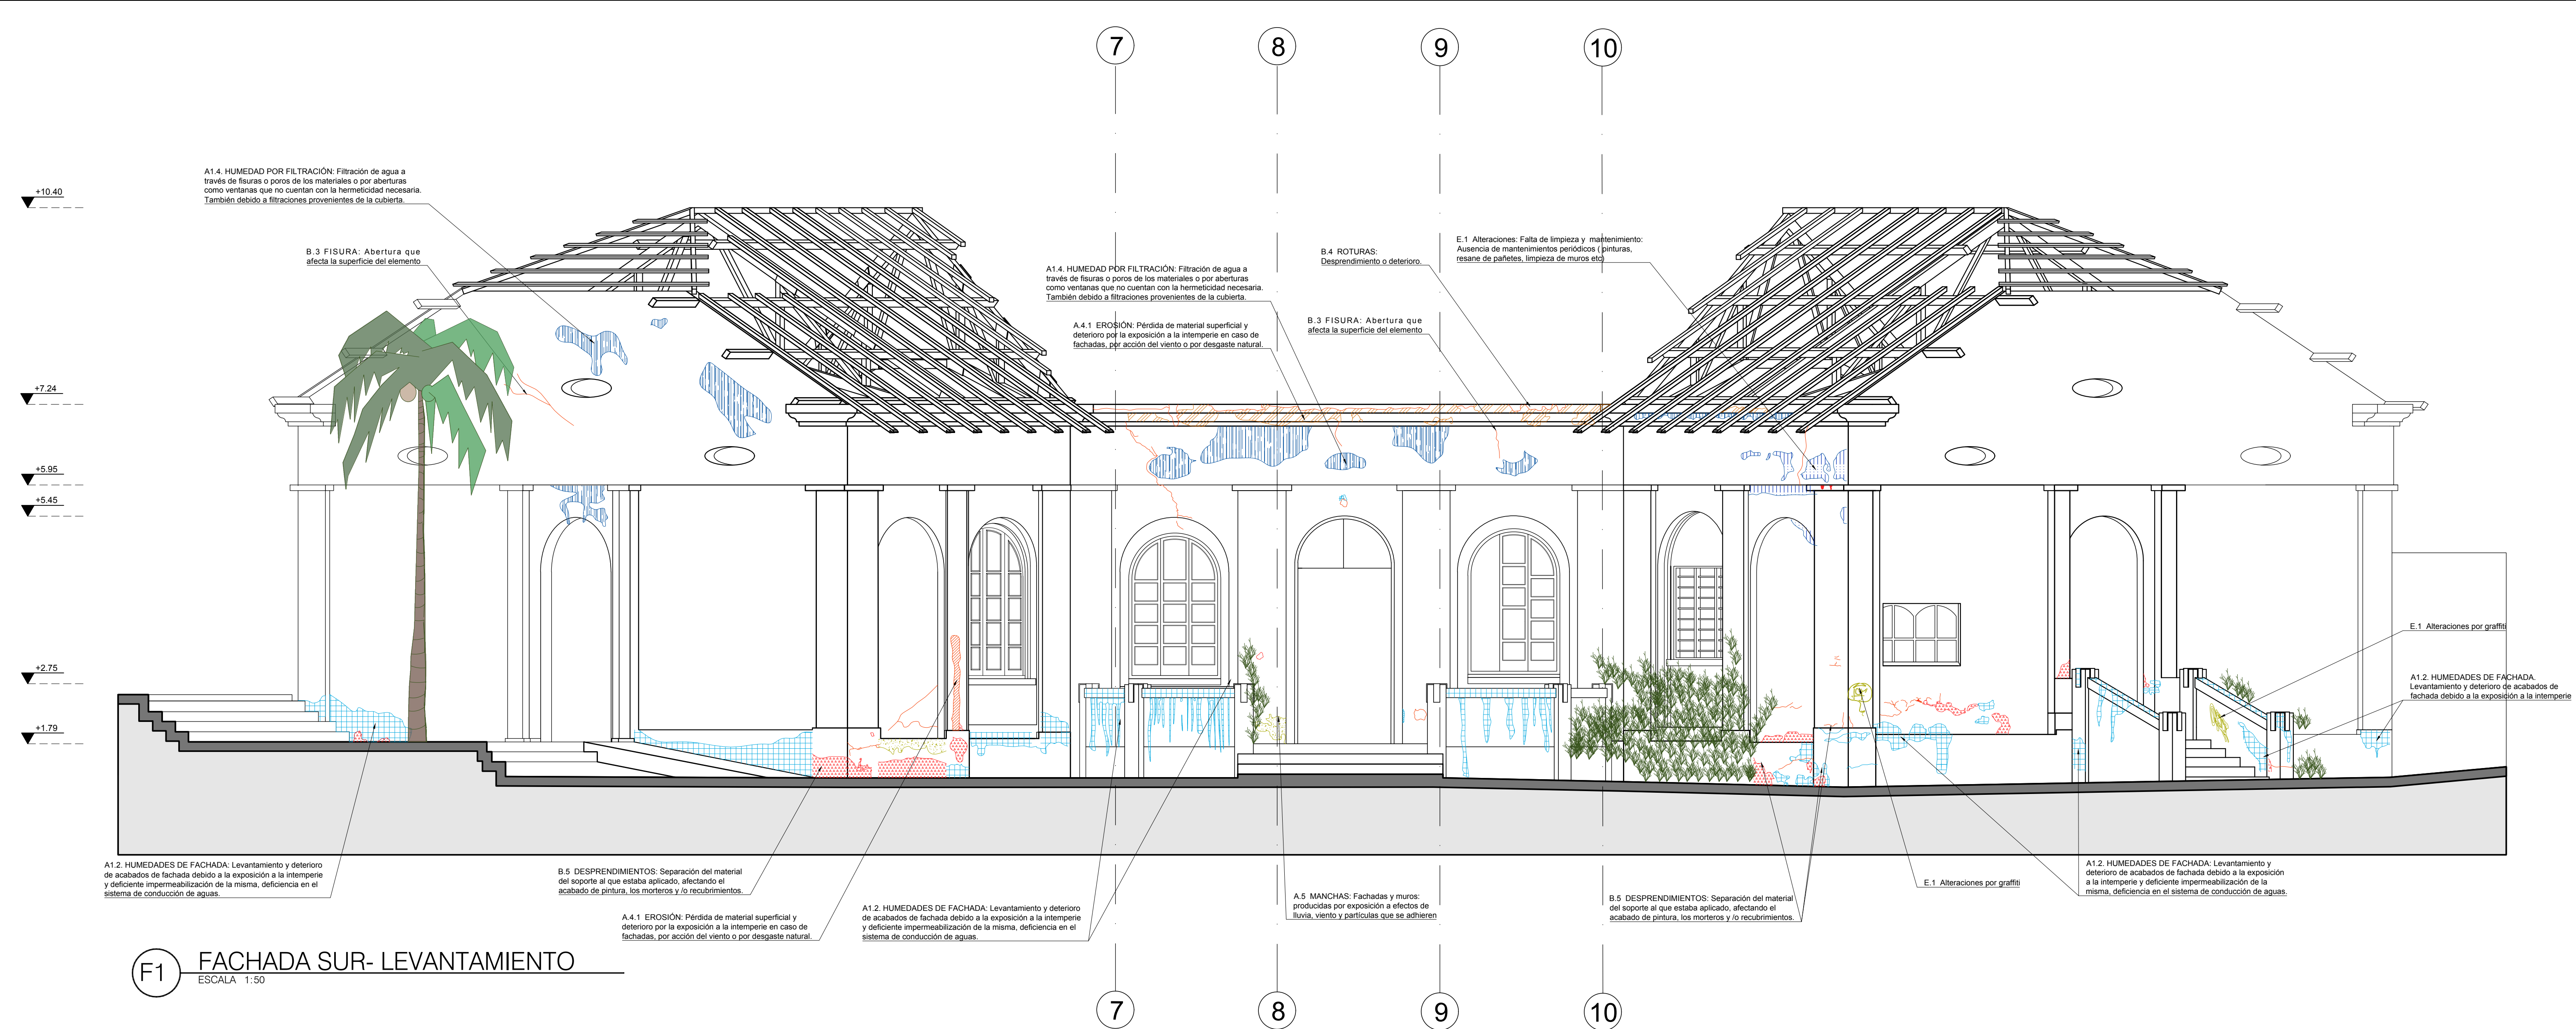 7
8
9
10
+10.40
+7.24
+5.95
+5.45
+2.75
+1.79
A1.4. HUMEDAD POR FILTRACIÓN: Filtración de agua a
través de fisuras o poros de los materiales o por aberturas
como ventanas que no cuentan con la hermeticidad necesaria.
También debido a filtraciones provenientes de la cubierta.
B.3 FISURA: Abertura que
afecta la superficie del elemento
A1.4. HUMEDAD POR FILTRACIÓN: Filtración de agua a
través de fisuras o poros de los materiales o por aberturas
como ventanas que no cuentan con la hermeticidad necesaria.
También debido a filtraciones provenientes de la cubierta.
A.4.1 EROSIÓN: Pérdida de material superficial y
deterioro por la exposición a la intemperie en caso de
fachadas, por acción del viento o por desgaste natural.
B.4 ROTURAS:
Desprendimiento o deterioro.
B.3 FISURA: Abertura que
afecta la superficie del elemento
E.1 Alteraciones: Falta de limpieza y mantenimiento:
Ausencia de mantenimientos periódicos ( pinturas,
resane de pañetes, limpieza de muros etc)
E.1 Alteraciones por graffiti
A1.2. HUMEDADES DE FACHADA.
Levantamiento y deterioro de acabados de
fachada debido a la exposición a la intemperie
A1.2. HUMEDADES DE FACHADA: Levantamiento y deterioro
de acabados de fachada debido a la exposición a la intemperie
y deficiente impermeabilización de la misma, deficiencia en el
sistema de conducción de aguas.
B.5 DESPRENDIMIENTOS: Separación del material
del soporte al que estaba aplicado, afectando el
acabado de pintura, los morteros y /o recubrimientos.
A.4.1 EROSIÓN: Pérdida de material superficial y
deterioro por la exposición a la intemperie en caso de
fachadas, por acción del viento o por desgaste natural.
A1.2. HUMEDADES DE FACHADA: Levantamiento y deterioro
de acabados de fachada debido a la exposición a la intemperie
y deficiente impermeabilización de la misma, deficiencia en el
sistema de conducción de aguas.
A.5 MANCHAS: Fachadas y muros:
producidas por exposición a efectos de
lluvia, viento y partículas que se adhieren
B.5 DESPRENDIMIENTOS: Separación del material
del soporte al que estaba aplicado, afectando el
acabado de pintura, los morteros y /o recubrimientos.
E.1 Alteraciones por graffiti
A1.2. HUMEDADES DE FACHADA: Levantamiento y
deterioro de acabados de fachada debido a la exposición
a la intemperie y deficiente impermeabilización de la
misma, deficiencia en el sistema de conducción de aguas.
F1
FACHADA SUR- LEVANTAMIENTO
ESCALA 1:50
7
8
9
10